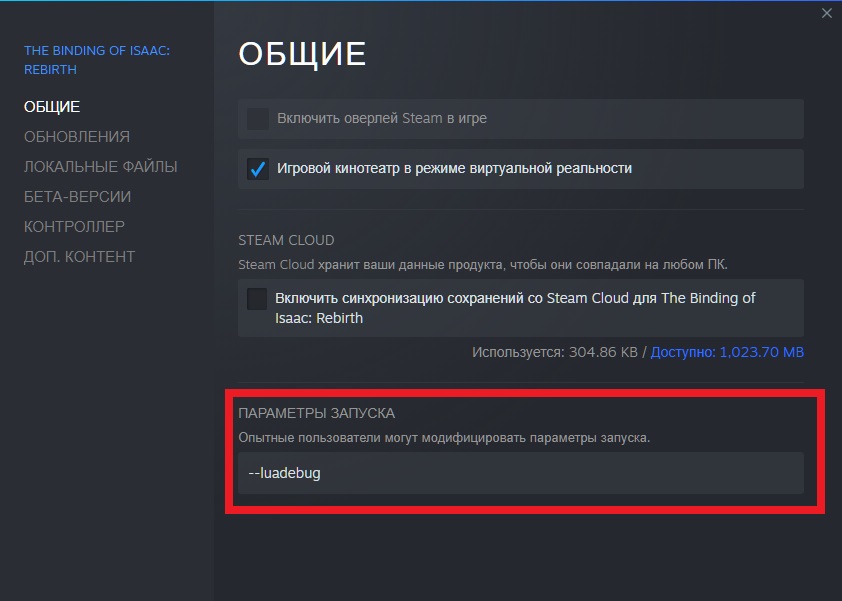 THE BINDING OF ISAAC:
REBIRTH
ОБЩИЕ
ОБНОВЛЕНИЯ
ЛОКАЛЬНЫЕ ФАЙЛЫ
БЕТА-ВЕРСИИ
КОНТРОЛЛЕР
ДОП. КОНТЕНТ
ОБЩИЕ
Включить оверлей Steam в игре
Игровой кинотеатр в режиме виртуальной реальности
STEAM CLOUD
Steam Cloud хранит ваши данные продукта, чтобы они совпадали на любом ПК.
Включить синхронизацию сохранений со Steam Cloud для The Binding of
Isaac: Rebirth
Используется: 304.86 KB / Доступно: 1,023.70 MB
ПАРАМЕТРЫ ЗАПУСКА
Опытные пользователи могут модифицировать параметры запуска.
--luadebug